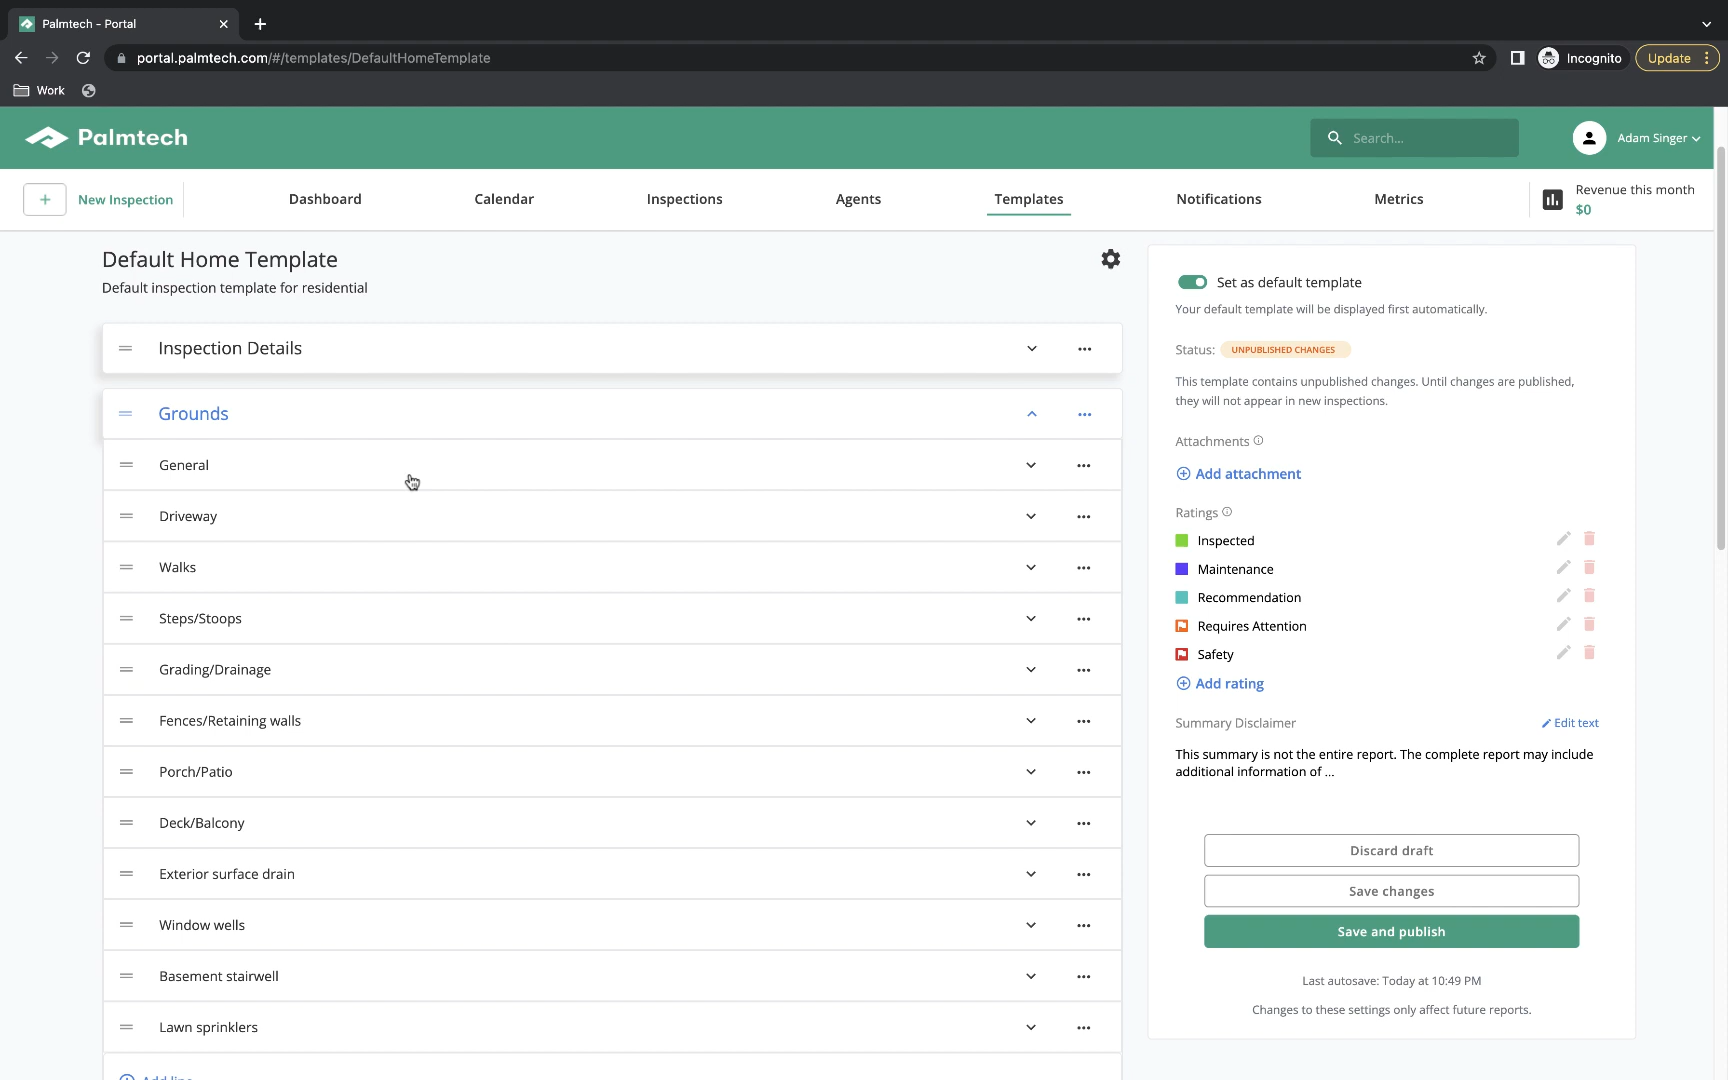 Palmtech - Portal
portal.palmtech.com/#/templates/DefaultHomeTemplate
Incognito
Update
Work
Palmtech
Search...
Adam Singer
New Inspection
Dashboard
Calendar
Inspections
Agents
Templates
Notifications
Metrics
Revenue this month
$0
Default Home Template
Default inspection template for residential
Inspection Details
Grounds
General
Driveway
Walks
Steps/Stoops
Grading/Drainage
Fences/Retaining walls
Porch/Patio
Deck/Balcony
Exterior surface drain
Window wells
Basement stairwell
Lawn sprinklers
Add line
Set as default template
Your default template will be displayed first automatically.
Status: UNPUBLISHED CHANGES
This template contains unpublished changes. Until changes are published,
they will not appear in new inspections.
Attachments
Add attachment
Ratings
Inspected
Maintenance
Recommendation
Requires Attention
Safety
Add rating
Summary Disclaimer
Edit text
This summary is not the entire report. The complete report may include
additional information of ...
Discard draft
Save changes
Save and publish
Last autosave: Today at 10:49 PM
Changes to these settings only affect future reports.